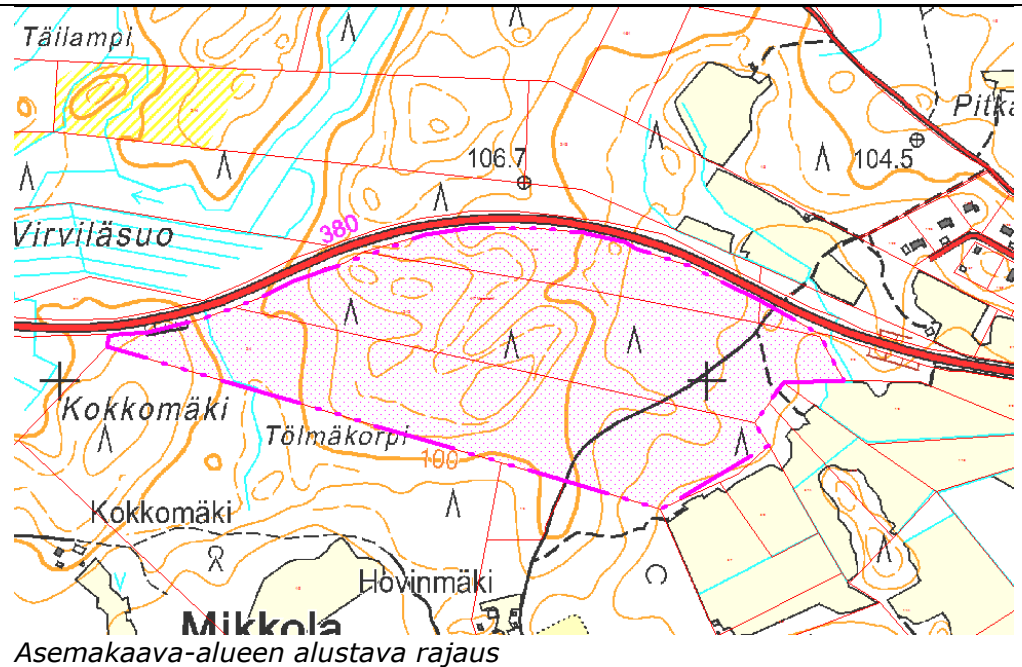 Täilampi
Pitkä
106.7
104.5
380
Virviläsuo
Kokkomäki
Tölmäkorpi
100
Kokkomäki
Hovinmäki
Mikkola
Asemakaava-alueen alustava rajaus